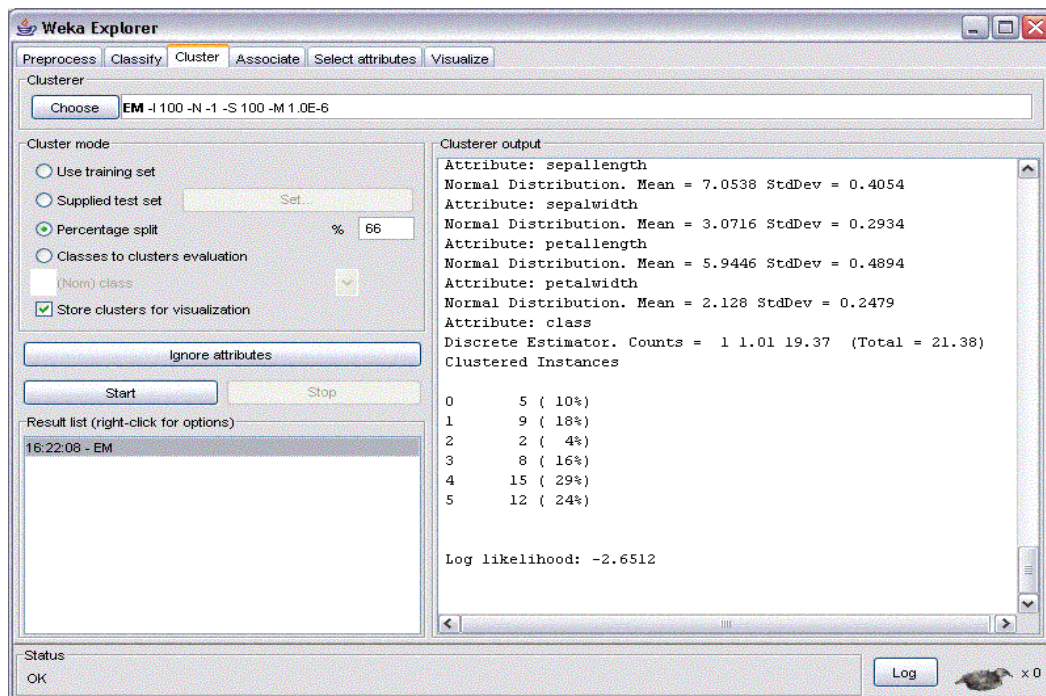 Weka Explorer
Preprocess Classify Cluster Associate Select attributes Visualize
Clusterer
Choose EM -I 100 -N -1 -S 100 -M 1.0E-6
Cluster mode
Use training set
Supplied test set Set...
Percentage split % 66
Classes to clusters evaluation
(Nom) class
Store clusters for visualization
Ignore attributes
Start Stop
Result list (right-click for options)
16:22:08 - EM
Clusterer output
Attribute: sepallength
Normal Distribution. Mean = 7.0538 StdDev = 0.4054
Attribute: sepalwidth
Normal Distribution. Mean = 3.0716 StdDev = 0.2934
Attribute: petallength
Normal Distribution. Mean = 5.9446 StdDev = 0.4894
Attribute: petalwidth
Normal Distribution. Mean = 2.128 StdDev = 0.2479
Attribute: class
Discrete Estimator. Counts = 1 1.01 19.37 (Total = 21.38)
Clustered Instances
0 5 ( 10%)
1 9 ( 18%)
2 2 ( 4%)
3 8 ( 16%)
4 15 ( 29%)
5 12 ( 24%)
Log likelihood: -2.6512
Status
OK
Log x 0